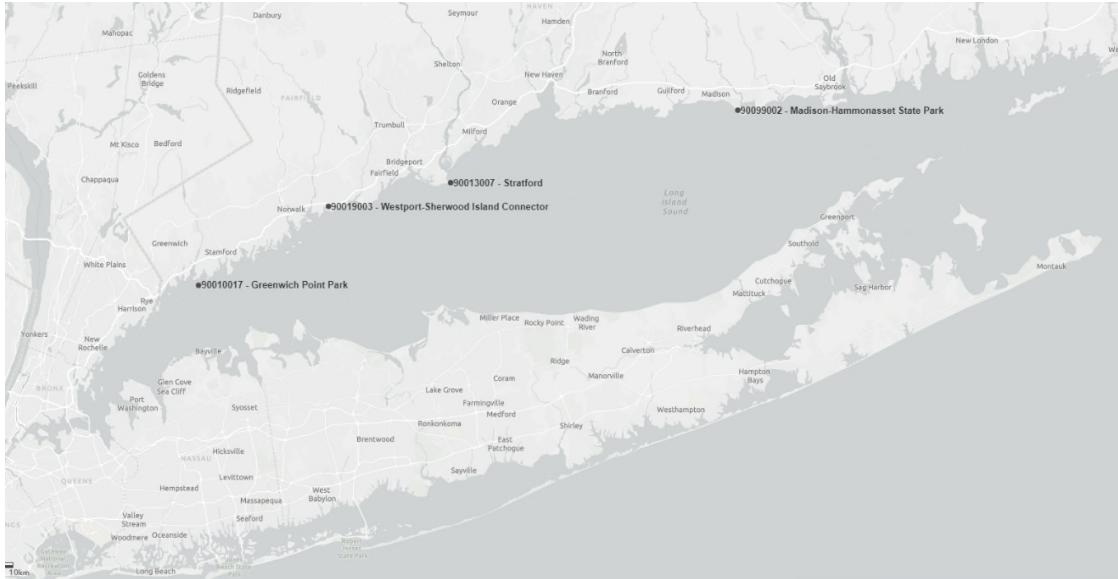 Danbury
Seymour
HAVEN
Hamden
Mahopac
North
Branford
New London
Goldens
Bridge
Shelton
New Haven
Old
Saybrook
Peekskill
Ridgefield
FAIRFIELD
Orange
Branford
Guilford
Madison
90099002 - Madison-Hammonasset State Park
Trumbull
Milford
Mt Kisco
Bedford
Bridgeport
Fairfield
Chappaqua
90013007 - Stratford
Long
Island
Sound
Norwalk
90019003 - Westport-Sherwood Island Connector
Greenport
Greenwich
Stamford
Southold
White Plains
Montauk
90010017 - Greenwich Point Park
Cutchogue
Mattituck
Sag Harbor
Rye
Harrison
Miller Place
Rocky Point
Wading
River
Riverhead
Yonkers
New
Rochelle
Bayville
Calverton
Ridge
Manorville
Hampton
Bays
BRONX
Glen Cove
Sea Cliff
Coram
Lake Grove
Port
Washington
Syosset
Farmingville
Medford
Westhampton
Ronkonkoma
Shirley
Brentwood
East
Patchogue
Hicksville
NASSAU
Sayville
QUEENS
Levittown
Hempstead
West
Babylon
Massapequa
Valley
Stream
Seaford
Woodmere
Oceanside
Long Beach
10km